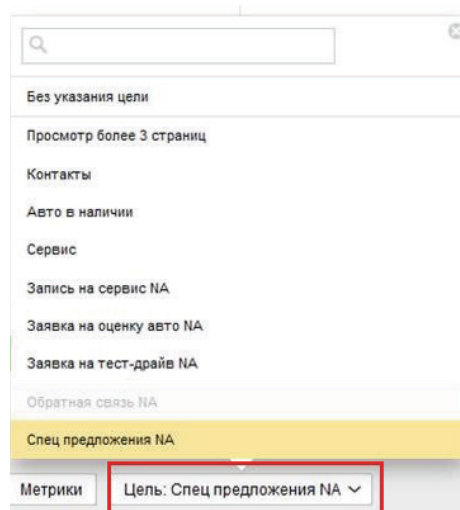 Без указания цели
Просмотр более 3 страниц
Контакты
Авто в наличии
Сервис
Запись на сервис NA
Заявка на оценку авто NA
Заявка на тест-драйв NA
Обратная связь NA
Спец предложения NA
Метрики
Цель: Спец предложения NA